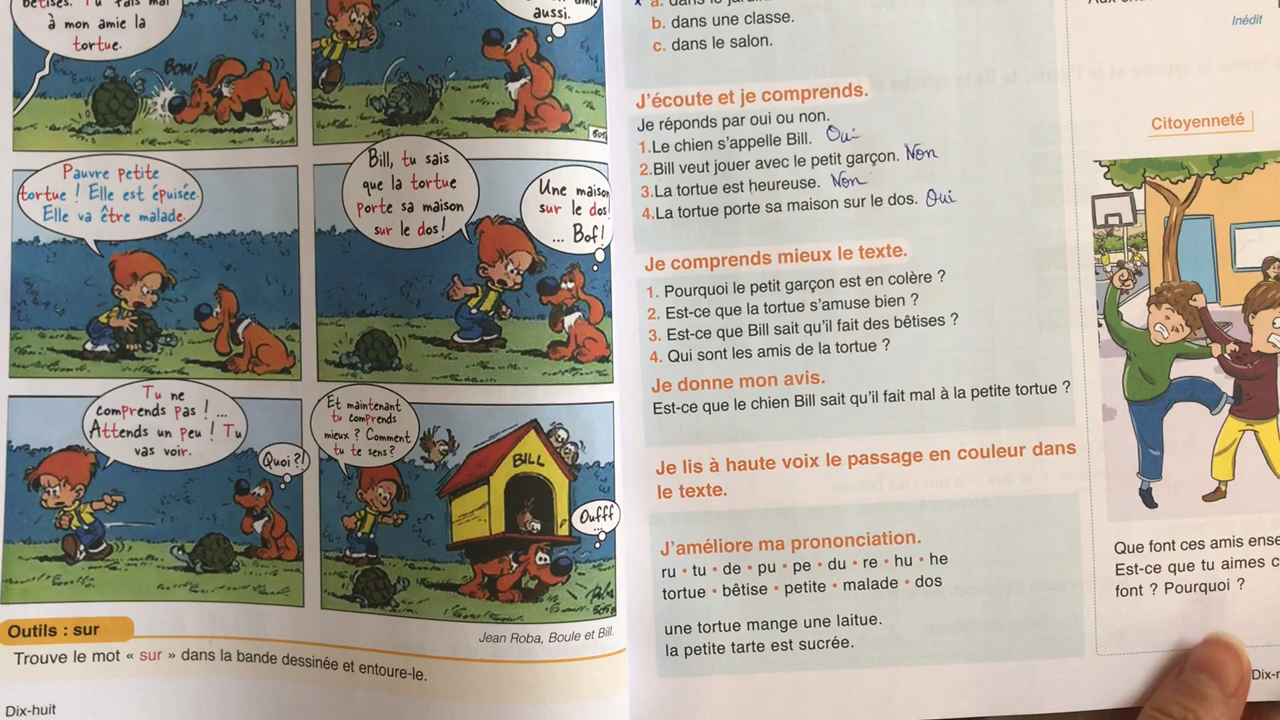 bêtises. Tu fais mal
à mon amie la
tortue.
aussi.
BOM!
Pauvre petite
tortue ! Elle est épuisée.
Elle va être malade.
Bill, tu sais
que la tortue
porte sa maison
sur le dos!
Une maison
sur le dos!
... Bof!
Tu ne
comprends pas ! ...
Attends un peu ! Tu
vas voir.
Quoi ?!
Et maintenant
tu comprends
mieux ? Comment
tu te sens ?
BILL
Oufff
...
Jean Roba, Boule et Bill.
Outils : sur
Trouve le mot « sur » dans la bande dessinée et entoure-le.
Dix-huit
b. dans une classe.
c. dans le salon.
J'écoute et je comprends.
Je réponds par oui ou non.
1.Le chien s'appelle Bill. Oui
2.Bill veut jouer avec le petit garçon. Non
3.La tortue est heureuse. Non
4.La tortue porte sa maison sur le dos. Oui
Je comprends mieux le texte.
1. Pourquoi le petit garçon est en colère ?
2. Est-ce que la tortue s'amuse bien ?
3. Est-ce que Bill sait qu'il fait des bêtises ?
4. Qui sont les amis de la tortue ?
Je donne mon avis.
Est-ce que le chien Bill sait qu'il fait mal à la petite tortue ?
Je lis à haute voix le passage en couleur dans
le texte.
J'améliore ma prononciation.
ru • tu • de • pu • pe • du • re • hu • he
tortue • bêtise • petite • malade • dos
une tortue mange une laitue.
la petite tarte est sucrée.
Inédit
Citoyenneté
Que font ces amis
Est-ce que tu aimes
font ? Pourquoi ?